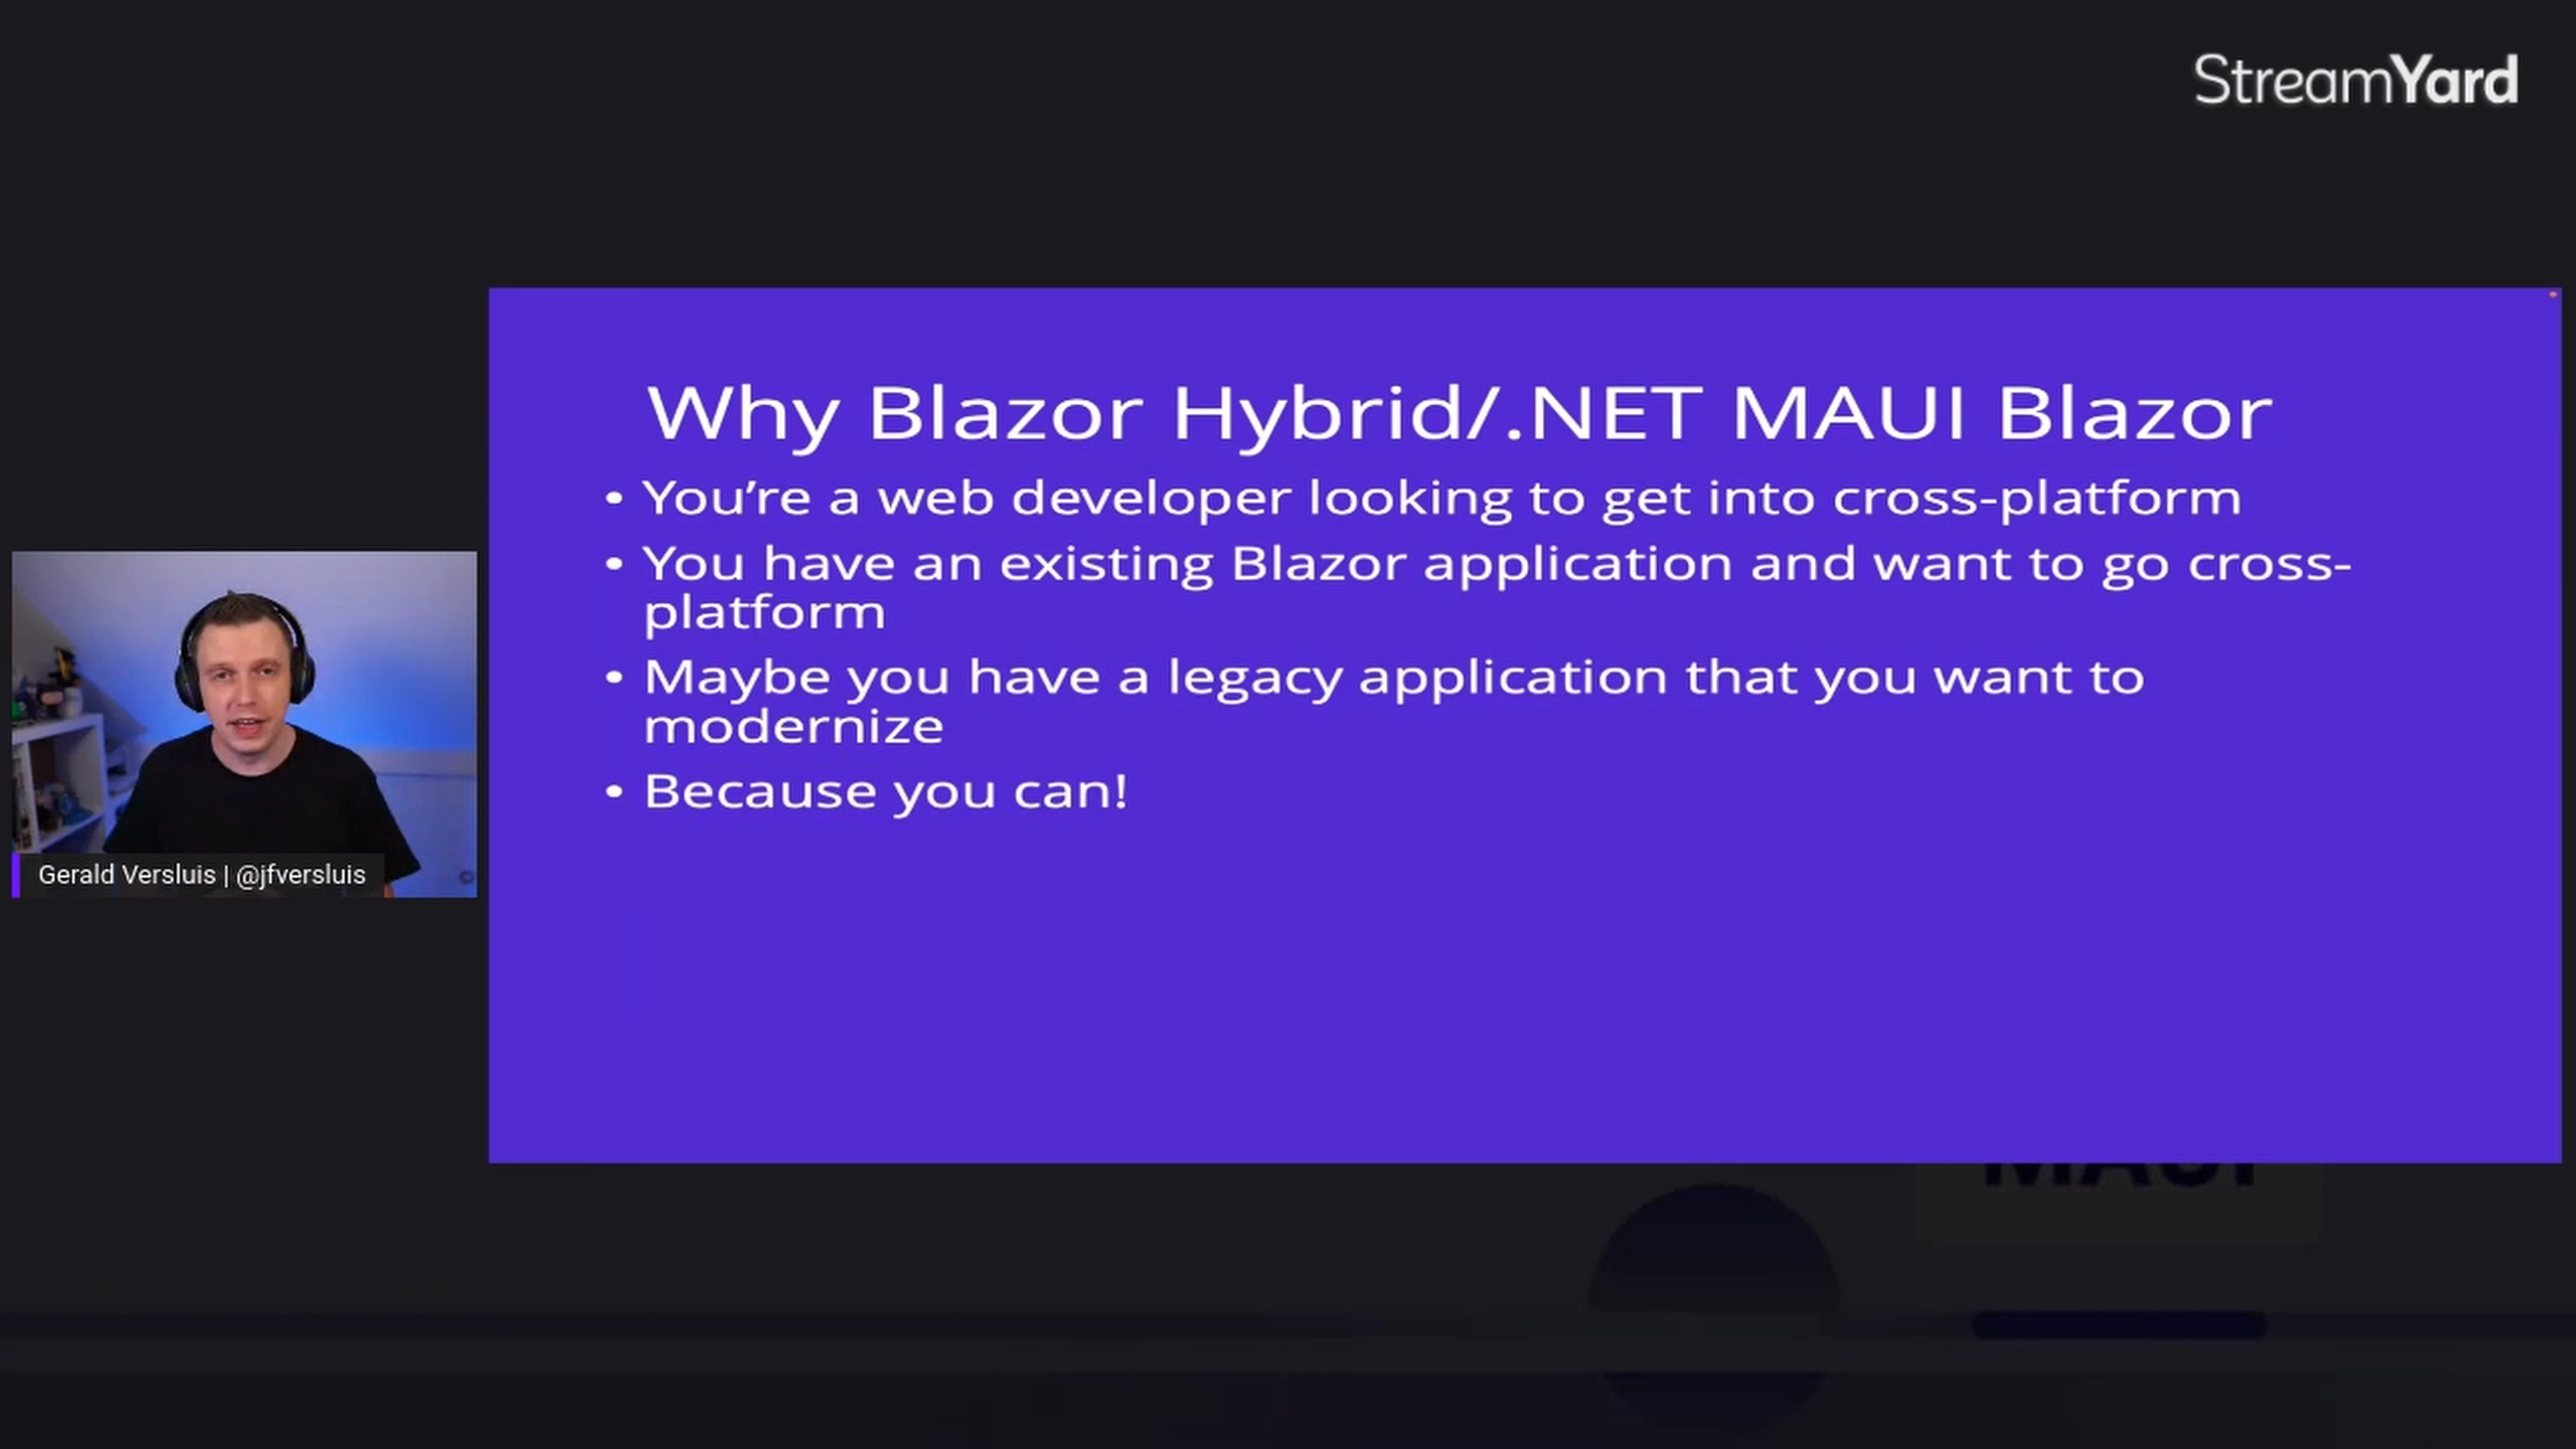 StreamYard
Why Blazor Hybrid/.NET MAUI Blazor
• You're a web developer looking to get into cross-platform
• You have an existing Blazor application and want to go cross-
platform
• Maybe you have a legacy application that you want to
modernize
• Because you can!
Gerald Versluis | @jfversluis
MAUI